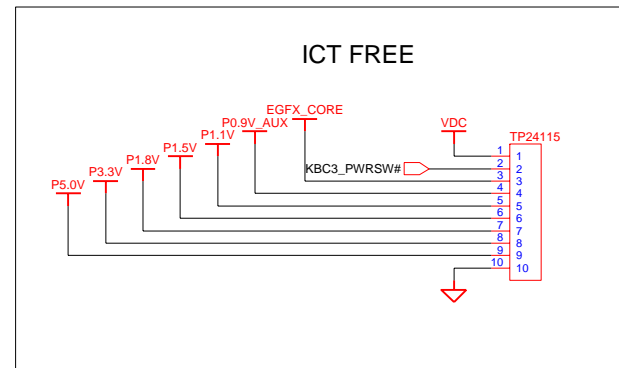 ICT FREE
EGFX_CORE
P0.9V_AUX
VDC
P1.1V
TP24115
P1.5V
P1.8V
P3.3V
P5.0V
KBC3_PWRSW#
1 1
2 2
3 3
4 4
5 5
6 6
7 7
8 8
9 9
10 10